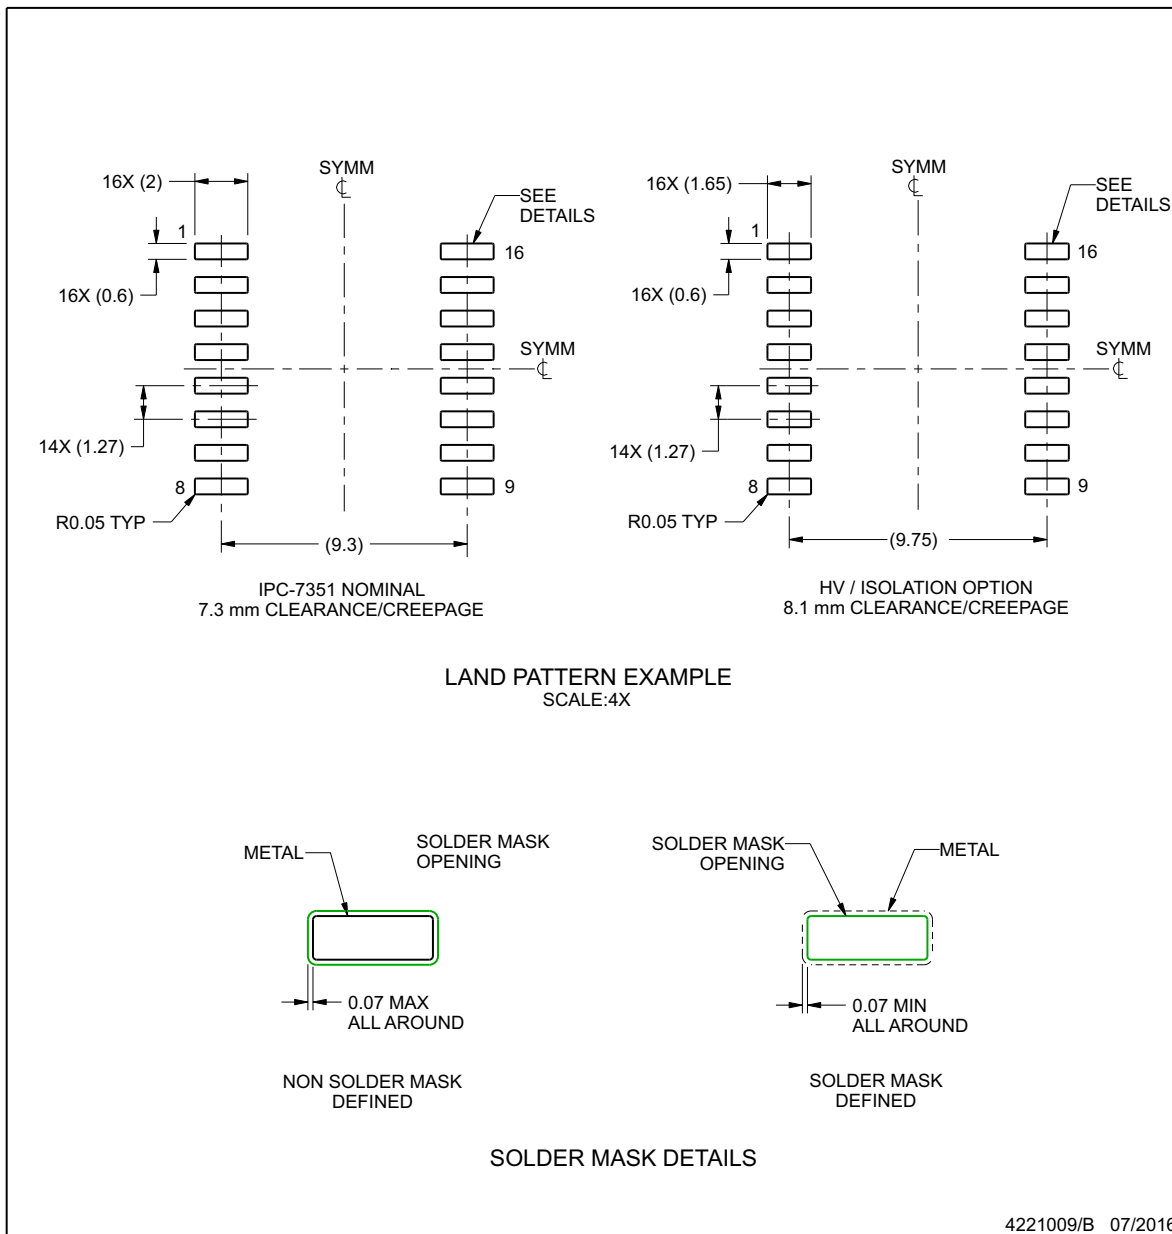 SYMM
16X (2)
SEE
DETAILS
1
16
16X (0.6)
SYMM
14X (1.27)
8
9
R0.05 TYP
(9.3)
IPC-7351 NOMINAL
7.3 mm CLEARANCE/CREEPAGE
SYMM
16X (1.65)
SEE
DETAILS
1
16
16X (0.6)
SYMM
14X (1.27)
8
9
R0.05 TYP
(9.75)
HV / ISOLATION OPTION
8.1 mm CLEARANCE/CREEPAGE
LAND PATTERN EXAMPLE
SCALE:4X
METAL
SOLDER MASK
OPENING
0.07 MAX
ALL AROUND
NON SOLDER MASK
DEFINED
SOLDER MASK
OPENING
METAL
0.07 MIN
ALL AROUND
SOLDER MASK
DEFINED
SOLDER MASK DETAILS
4221009/B 07/2016